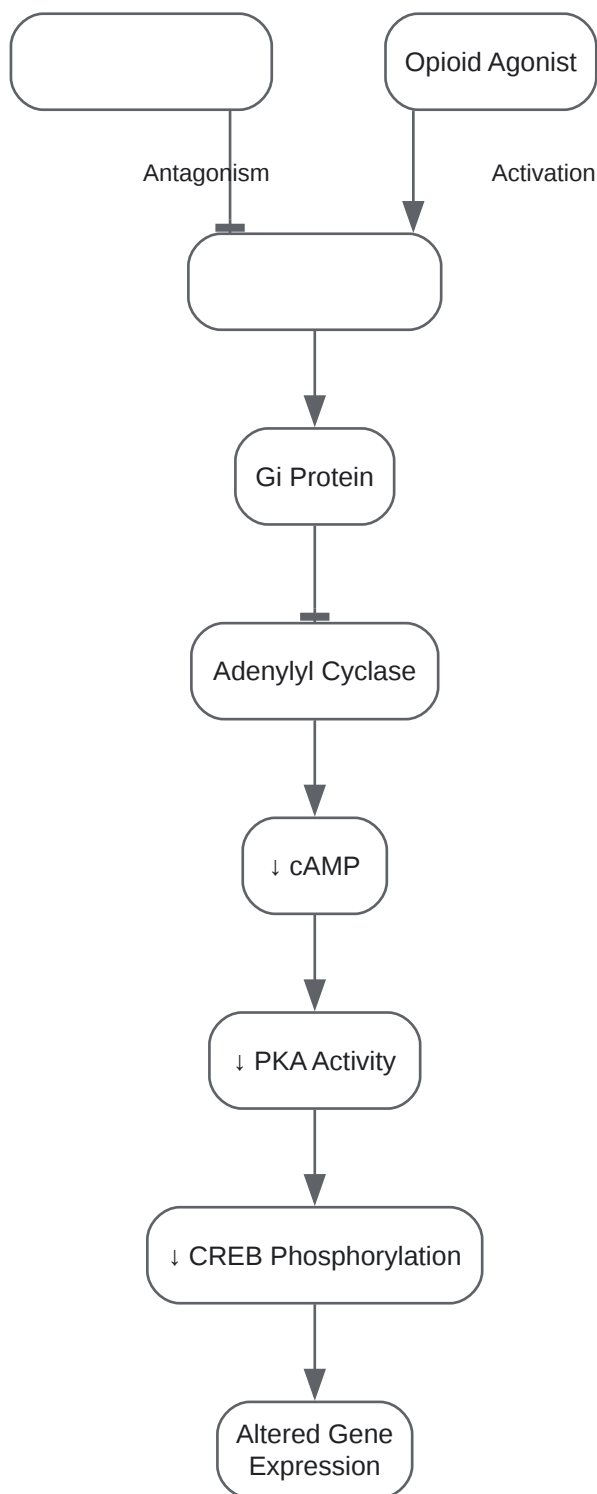 Opioid Agonist
Antagonism
Activation
Gi Protein
Adenylyl Cyclase
↓ cAMP
↓ PKA Activity
↓ CREB Phosphorylation
Altered Gene
Expression